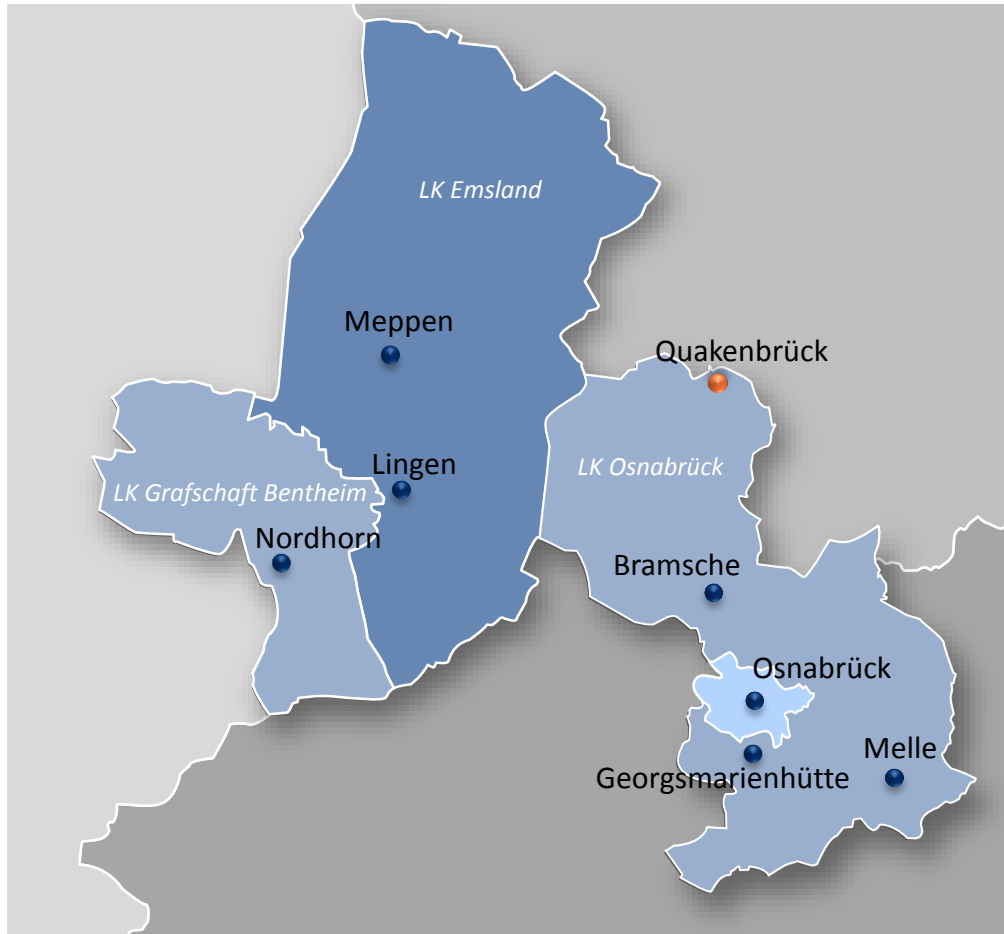 LK Emsland
Meppen
Quakenbrück
Lingen
LK Osnabrück
LK Grafschaft Bentheim
Nordhorn
Bramsche
Osnabrück
Melle
Georgsmarienhütte